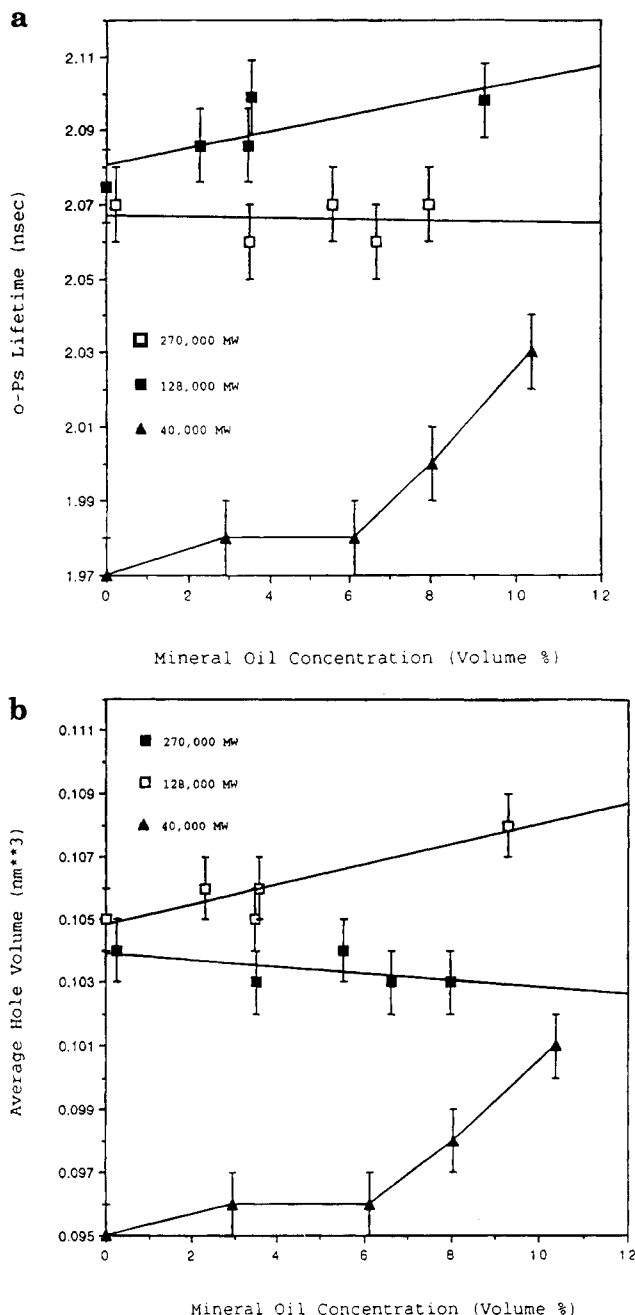 a
2.11
2.09
2.07
2.05
2.03
2.01
1.99
1.97
o-Ps Lifetime (nsec)
270,000 MW
128,000 MW
40,000 MW
0 2 4 6 8 10 12
Mineral Oil Concentration (Volume %)
b
0.111
0.109
0.107
0.105
0.103
0.101
0.099
0.097
0.095
Average Hole Volume (nm**3)
270,000 MW
128,000 MW
40,000 MW
0 2 4 6 8 10 12
Mineral Oil Concentration (Volume %)